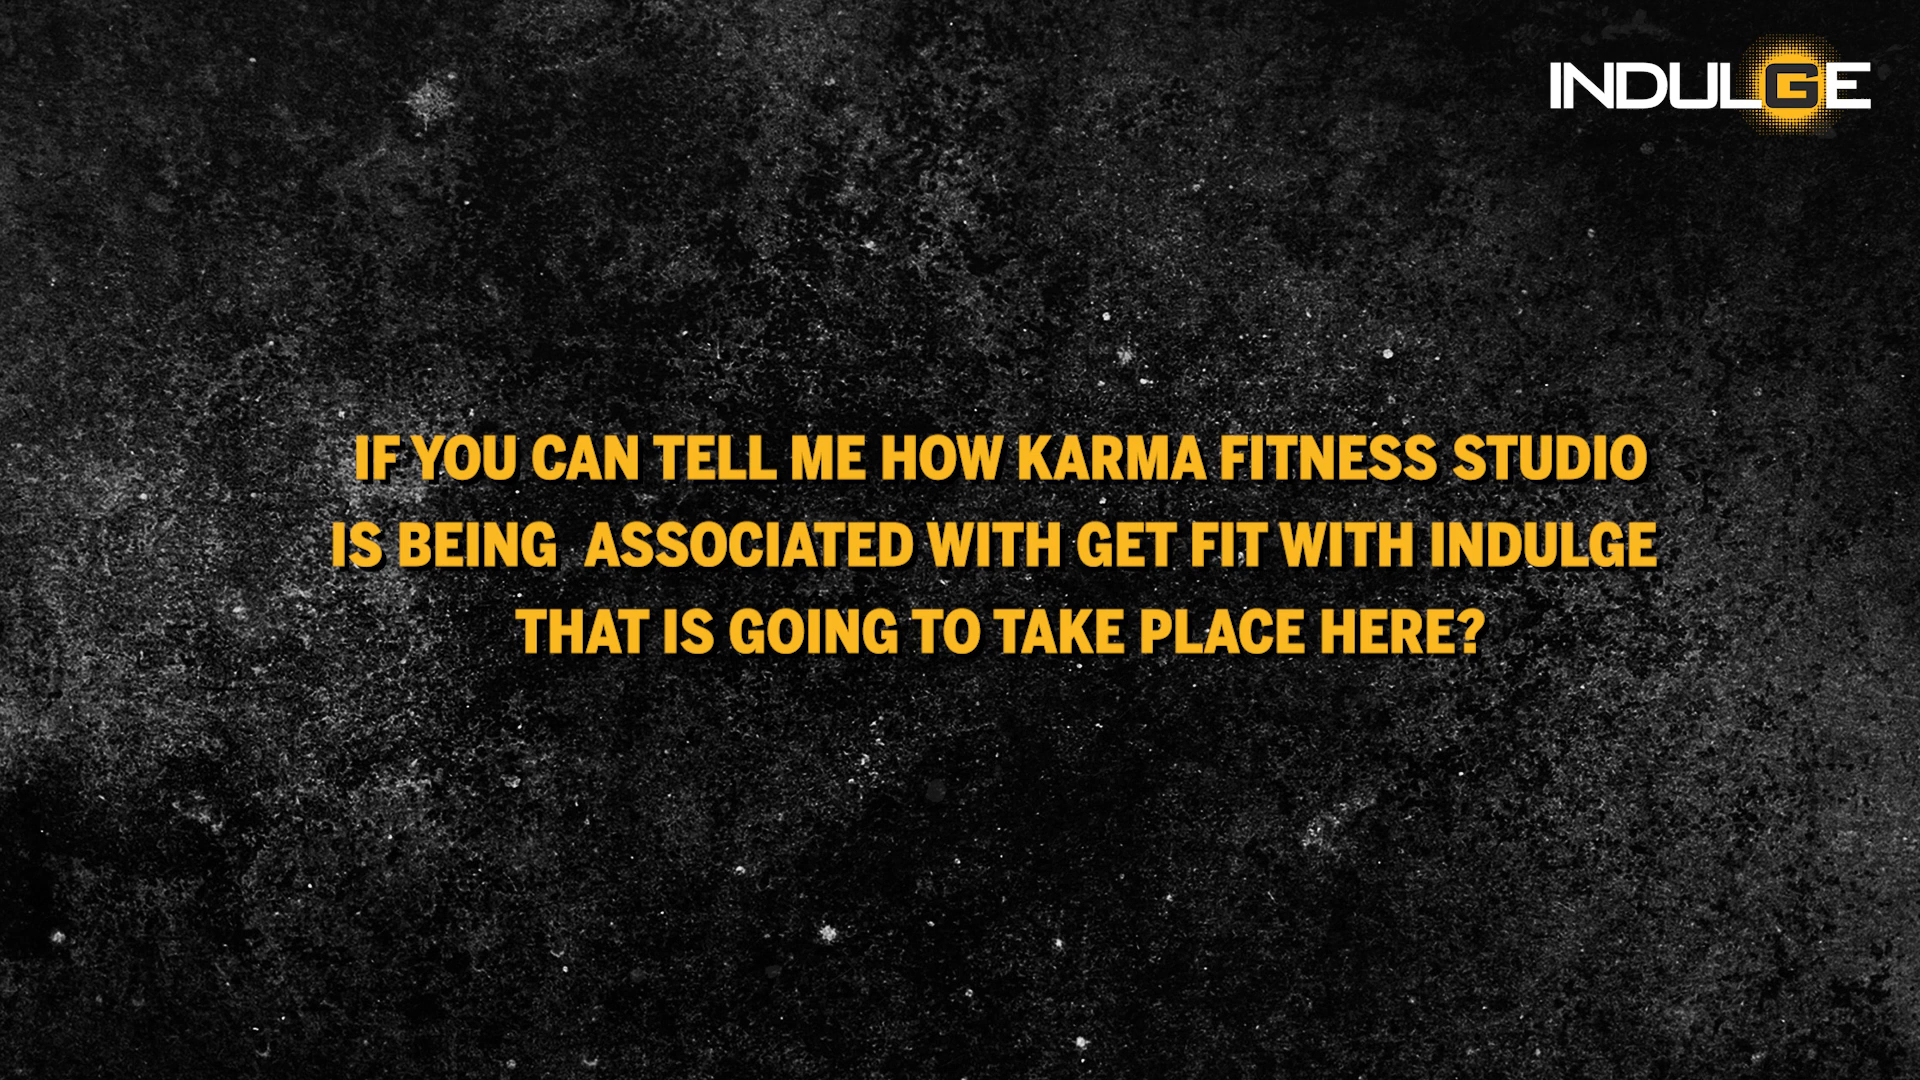 INDULGE
IF YOU CAN TELL ME HOW KARMA FITNESS STUDIO
IS BEING  ASSOCIATED WITH GET FIT WITH INDULGE
THAT IS GOING TO TAKE PLACE HERE?